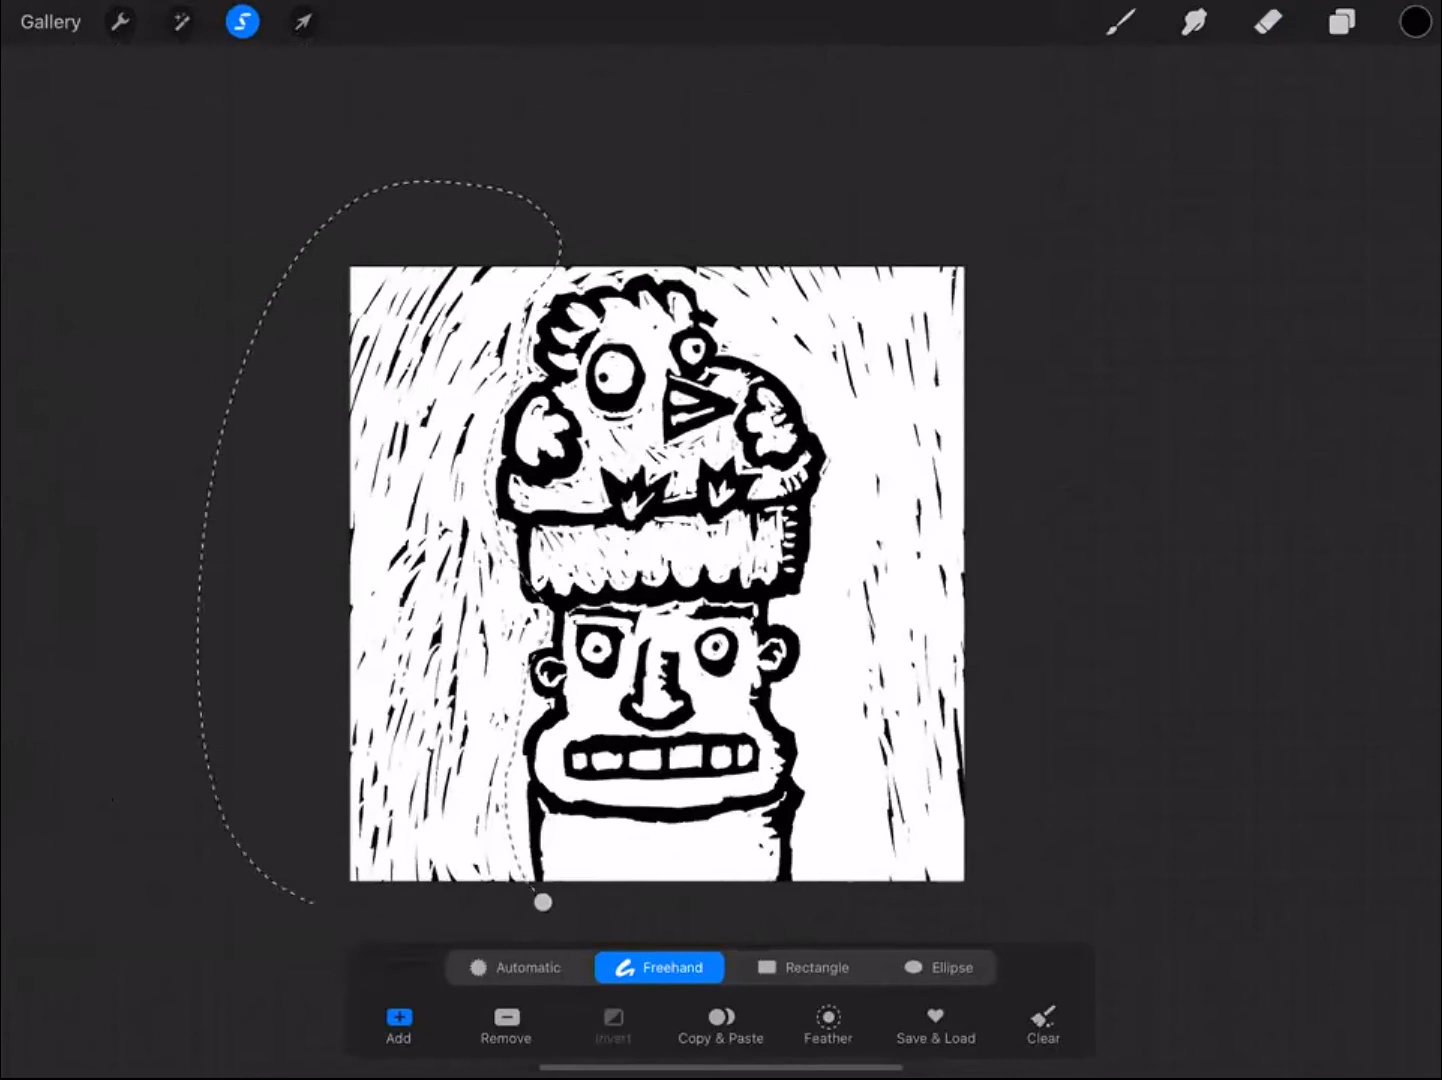 Gallery
Automatic Freehand Rectangle Ellipse
Add Remove Invert Copy & Paste Feather Save & Load Clear